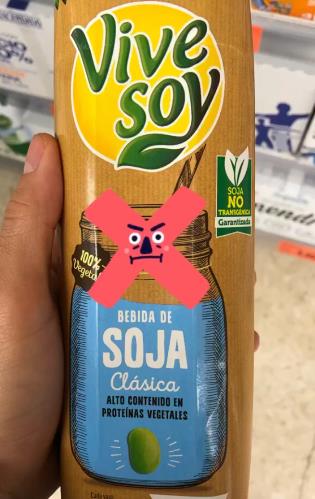 Vive
soy
SOJA
NO
TRANSGÉNICA
Garantizada
100%
Vegetal
BEBIDA DE
SOJA
Clásica
ALTO CONTENIDO EN
PROTEÍNAS VEGETALES